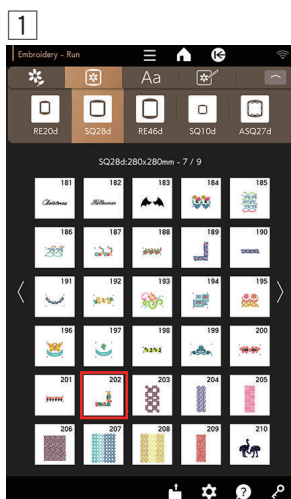 1
Embroidery - Run
Aa
RE20d SQ28d RE46d SQ10d ASQ27d
SQ28d:280x280mm - 7 / 9
181 182 183 184 185
Christmas Halloween
186 187 188 189 190
191 192 193 194 195
196 197 198 199 200
201 202 203 204 205
206 207 208 209 210
?